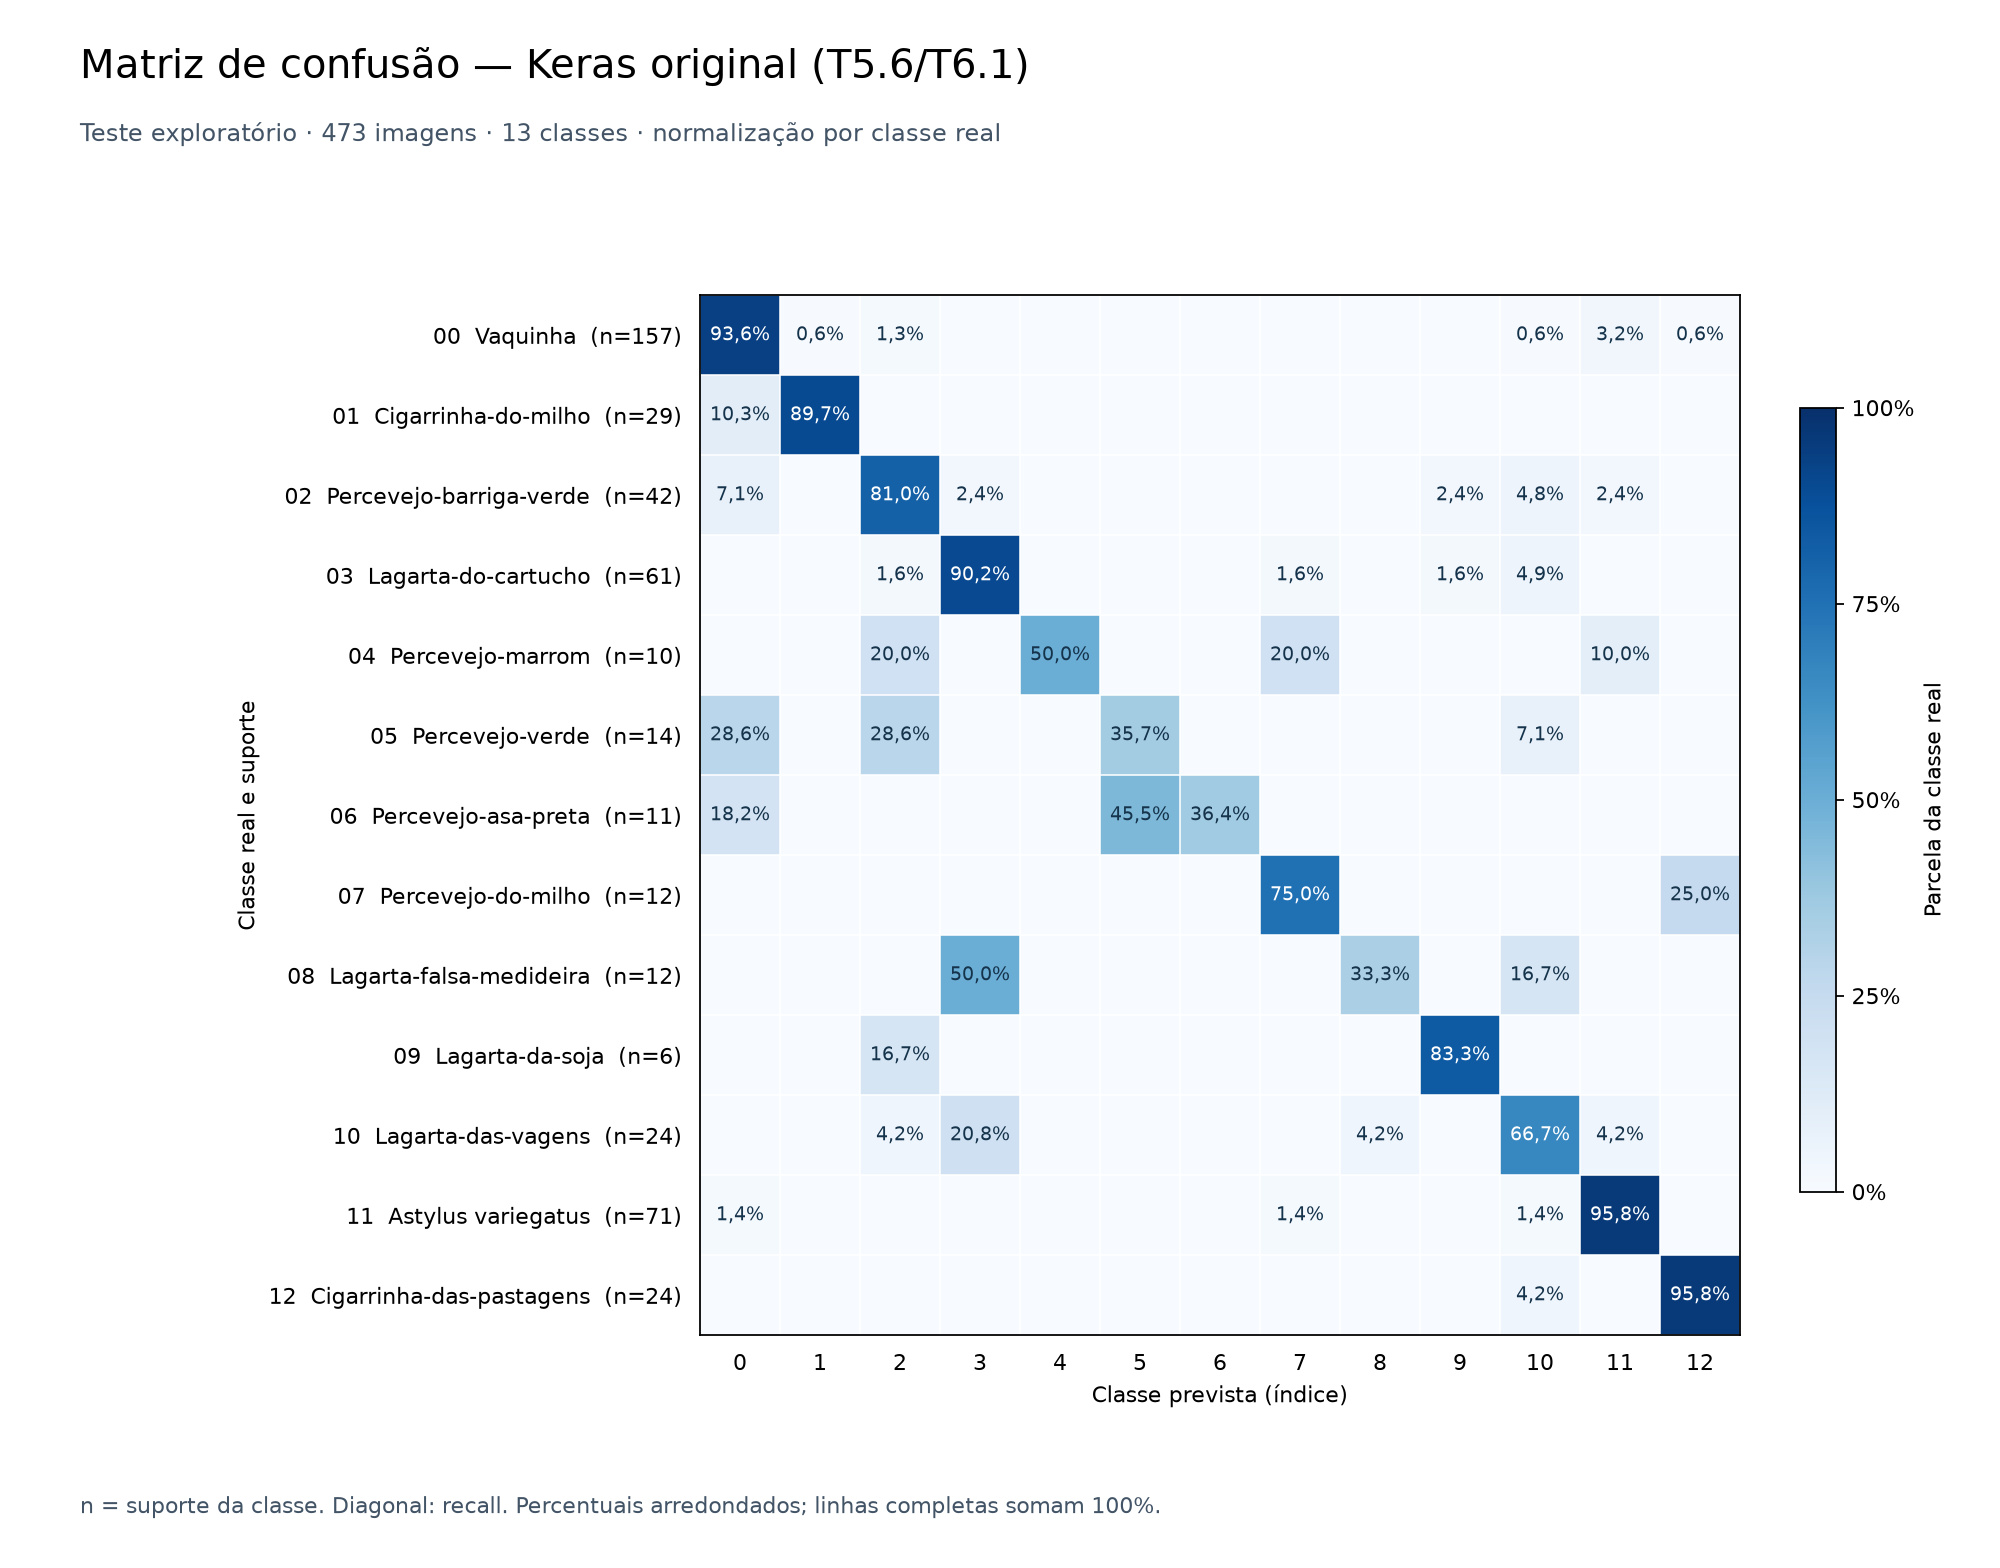 Matriz de confusão — Keras original (T5.6/T6.1)
Teste exploratório · 473 imagens · 13 classes · normalização por classe real
00 Vaquinha (n=157) 93,6% 0,6% 1,3% 0,6% 3,2% 0,6%
01 Cigarrinha-do-milho (n=29) 10,3% 89,7%
02 Percevejo-barriga-verde (n=42) 7,1% 81,0% 2,4% 2,4% 4,8% 2,4%
03 Lagarta-do-cartucho (n=61) 1,6% 90,2% 1,6% 1,6% 4,9%
04 Percevejo-marrom (n=10) 20,0% 50,0% 20,0% 10,0%
05 Percevejo-verde (n=14) 28,6% 28,6% 35,7% 7,1%
06 Percevejo-asa-preta (n=11) 18,2% 45,5% 36,4%
07 Percevejo-do-milho (n=12) 75,0% 25,0%
08 Lagarta-falsa-medideira (n=12) 50,0% 33,3% 16,7%
09 Lagarta-da-soja (n=6) 16,7% 83,3%
10 Lagarta-das-vagens (n=24) 4,2% 20,8% 4,2% 66,7% 4,2%
11 Astylus variegatus (n=71) 1,4% 1,4% 1,4% 95,8%
12 Cigarrinha-das-pastagens (n=24) 4,2% 95,8%
0 1 2 3 4 5 6 7 8 9 10 11 12
Classe prevista (índice)
Classe real e suporte
100%
75%
50%
25%
0%
Parcela da classe real
n = suporte da classe. Diagonal: recall. Percentuais arredondados; linhas completas somam 100%.